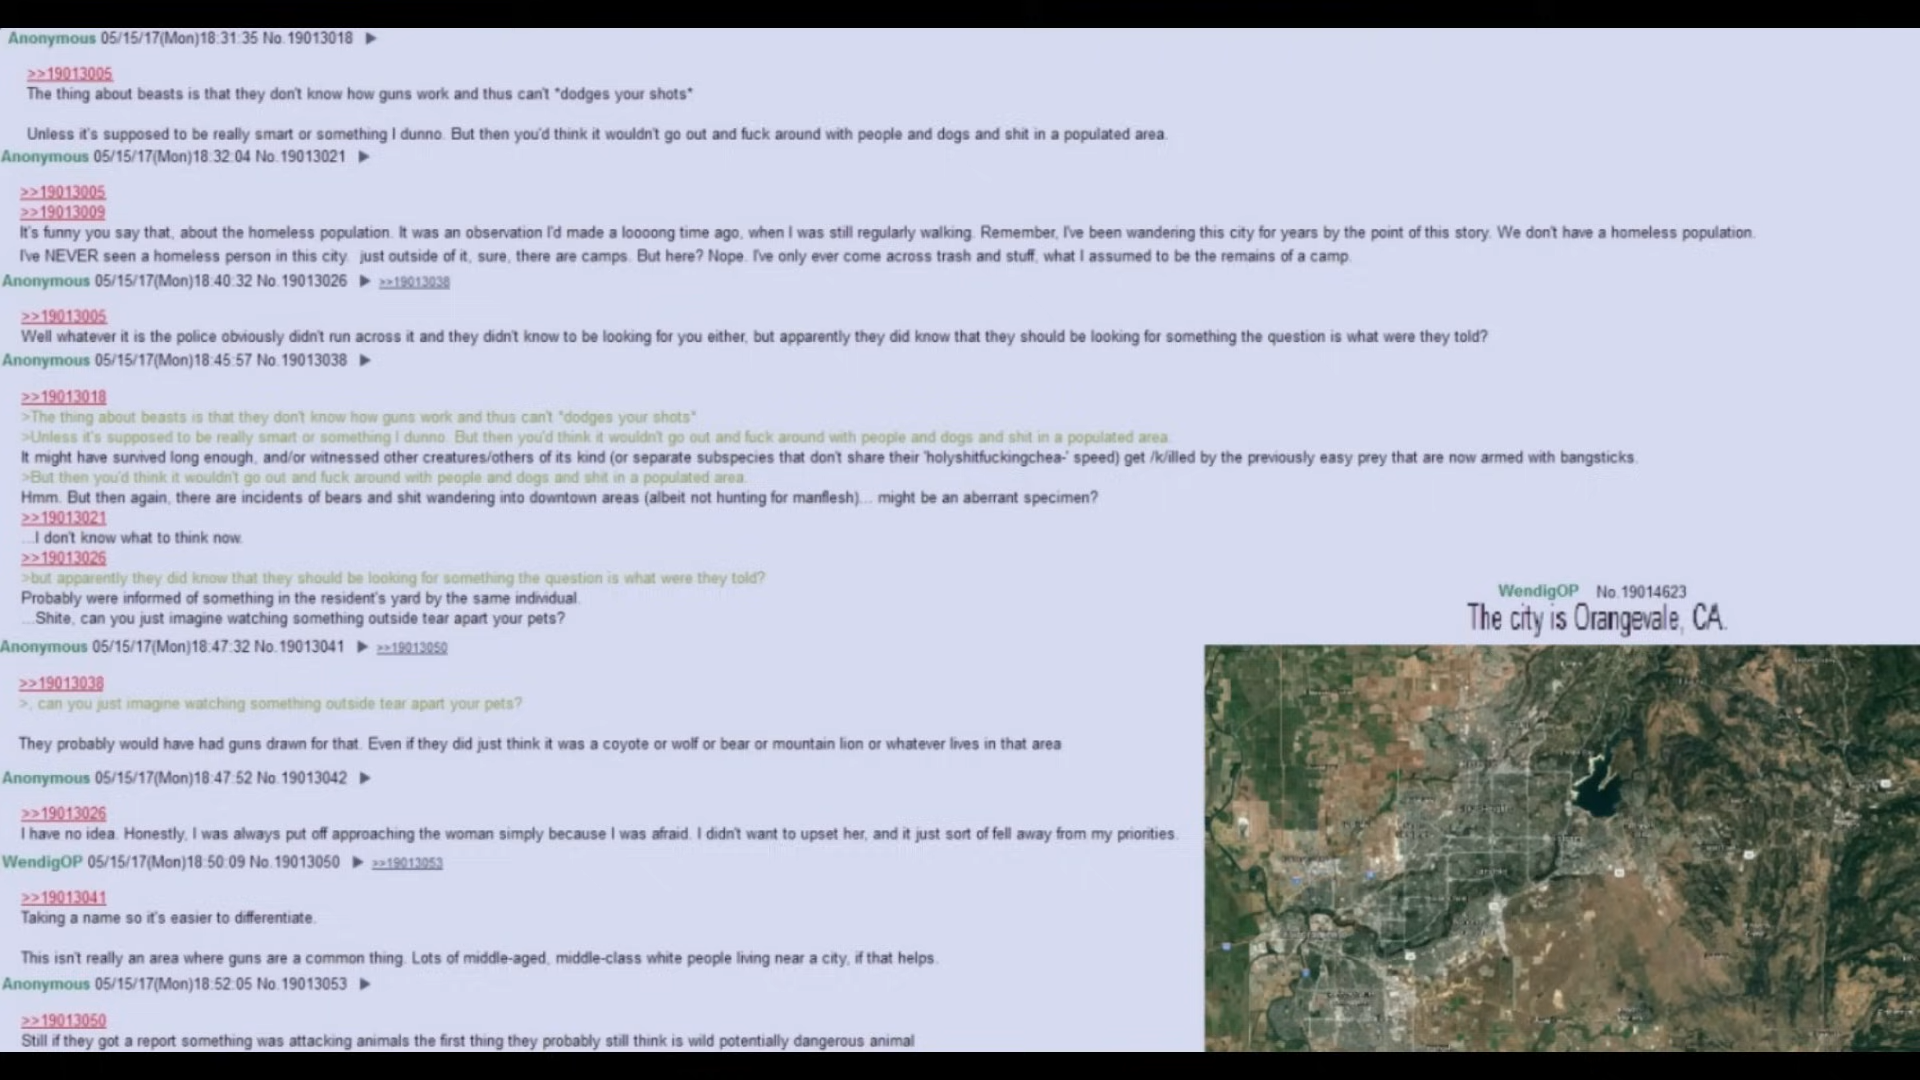 Anonymous 05/15/17(Mon)18:31:35 No.19013018 ▶
>>19013005
The thing about beasts is that they don't know how guns work and thus can't *dodges your shots*
Unless it's supposed to be really smart or something I dunno. But then you'd think it wouldn't go out and fuck around with people and dogs and shit in a populated area.
Anonymous 05/15/17(Mon)18:32:04 No.19013021 ▶
>>19013005
>>19013009
It's funny you say that, about the homeless population. It was an observation I'd made a loooong time ago, when I was still regularly walking. Remember, I've been wandering this city for years by the point of this story. We don't have a homeless population.
I've NEVER seen a homeless person in this city. just outside of it, sure, there are camps. But here? Nope. I've only ever come across trash and stuff, what I assumed to be the remains of a camp.
Anonymous 05/15/17(Mon)18:40:32 No.19013026 ▶ >>19013038
>>19013005
Well whatever it is the police obviously didn't run across it and they didn't know to be looking for you either, but apparently they did know that they should be looking for something the question is what were they told?
Anonymous 05/15/17(Mon)18:45:57 No.19013038 ▶
>>19013018
>The thing about beasts is that they don't know how guns work and thus can't *dodges your shots*
>Unless it's supposed to be really smart or something I dunno. But then you'd think it wouldn't go out and fuck around with people and dogs and shit in a populated area.
It might have survived long enough, and/or witnessed other creatures/others of its kind (or separate subspecies that don't share their 'holyshitfuckingchea-' speed) get /k/illed by the previously easy prey that are now armed with bangsticks.
>But then you'd think it wouldn't go out and fuck around with people and dogs and shit in a populated area.
Hmm. But then again, there are incidents of bears and shit wandering into downtown areas (albeit not hunting for manflesh)... might be an aberrant specimen?
>>19013021
...I don't know what to think now.
>>19013026
>but apparently they did know that they should be looking for something the question is what were they told?
Probably were informed of something in the resident's yard by the same individual.
...Shite, can you just imagine watching something outside tear apart your pets?
Anonymous 05/15/17(Mon)18:47:32 No.19013041 ▶ >>19013050
>>19013038
>, can you just imagine watching something outside tear apart your pets?
They probably would have had guns drawn for that. Even if they did just think it was a coyote or wolf or bear or mountain lion or whatever lives in that area
Anonymous 05/15/17(Mon)18:47:52 No.19013042 ▶
>>19013026
I have no idea. Honestly, I was always put off approaching the woman simply because I was afraid. I didn't want to upset her, and it just sort of fell away from my priorities.
WendigOP 05/15/17(Mon)18:50:09 No.19013050 ▶ >>19013053
>>19013041
Taking a name so it's easier to differentiate.
This isn't really an area where guns are a common thing. Lots of middle-aged, middle-class white people living near a city, if that helps.
Anonymous 05/15/17(Mon)18:52:05 No.19013053 ▶
>>19013050
Still if they got a report something was attacking animals the first thing they probably still think is wild potentially dangerous animal
WendigOP No.19014623
The city is Orangevale, CA.